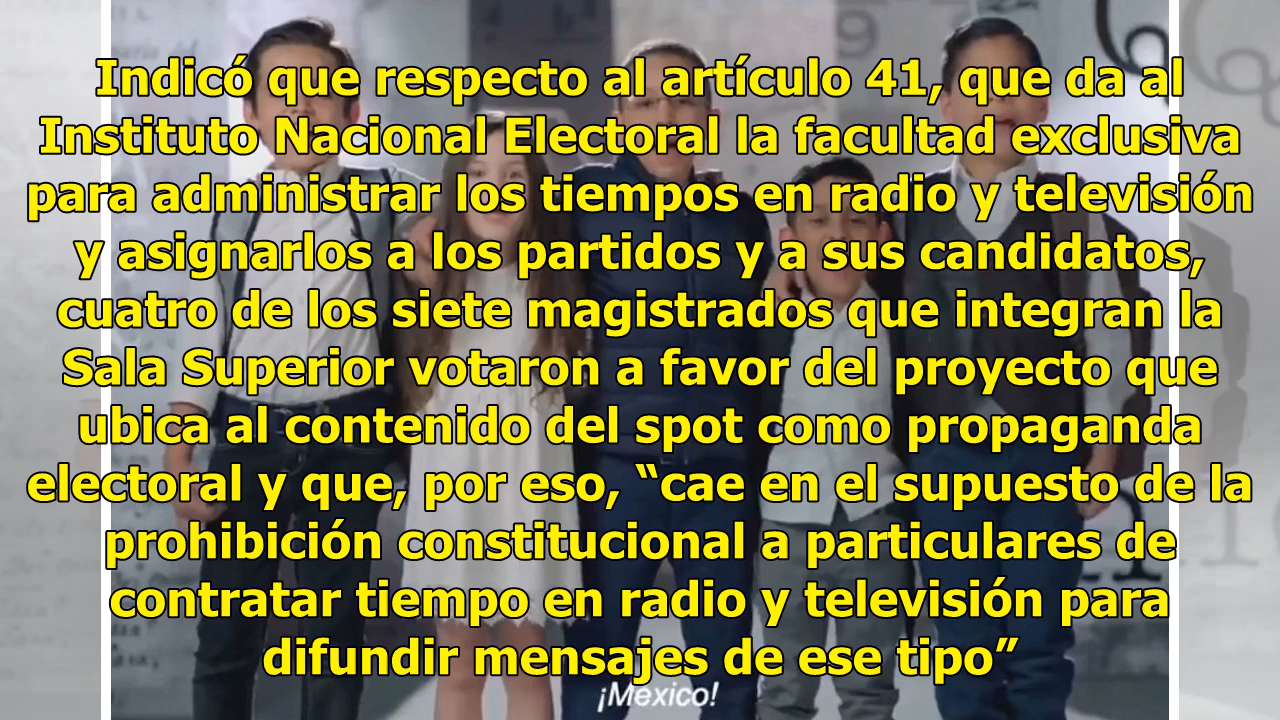 Indicó que respecto al artículo 41, que da al
Instituto Nacional Electoral la facultad exclusiva
para administrar los tiempos en radio y televisión
y asignarlos a los partidos y a sus candidatos,
cuatro de los siete magistrados que integran la
Sala Superior votaron a favor del proyecto que
ubica al contenido del spot como propaganda
electoral y que, por eso, “cae en el supuesto de la
prohibición constitucional a particulares de
contratar tiempo en radio y televisión para
difundir mensajes de ese tipo”
¡México!